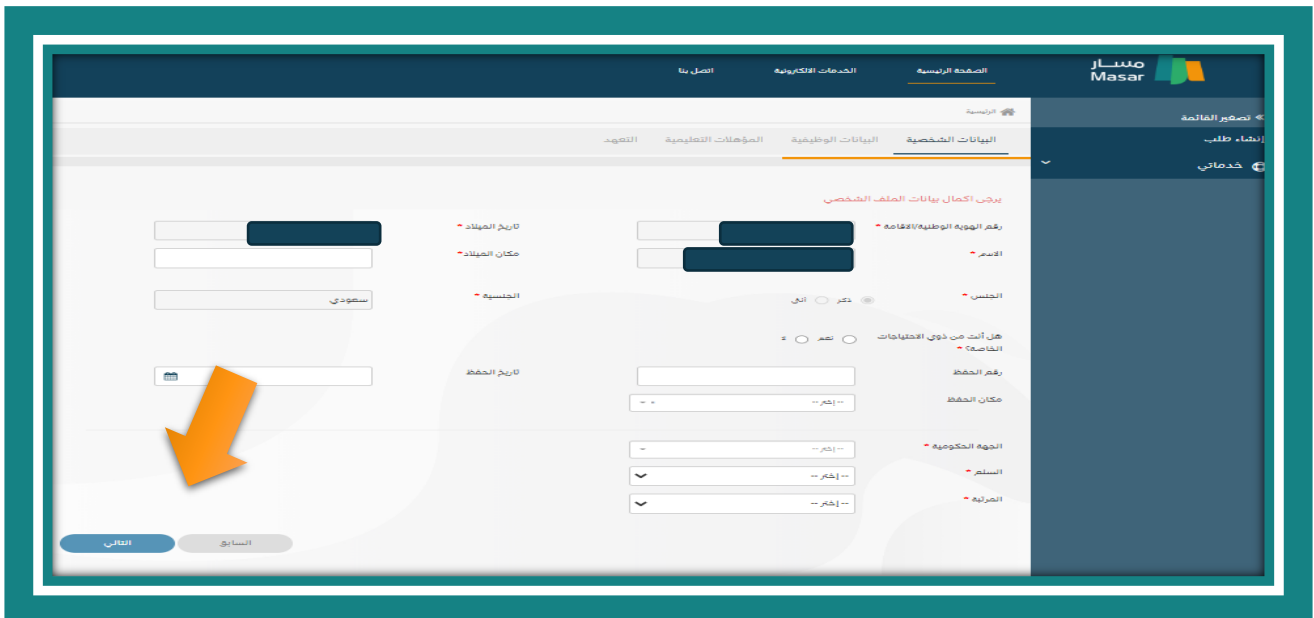 مســار
Masar
الصفحة الرئيسية
الخدمات الالكترونية
اتصل بنا
تصغير القائمة
إنشاء طلب
خدماتي
الرئيسية
البيانات الشخصية
البيانات الوظيفية
المؤهلات التعليمية
التعهد
يرجى اكمال بيانات الملف الشخصي
رقم الهوية الوطنية/الاقامة *
تاريخ الميلاد *
الاسم *
مكان الميلاد*
الجنس *
ذكر
أنثى
الجنسية *
سعودي
هل أنت من ذوي الاحتياجات
الخاصة؟ *
نعم
لا
رقم الحفظ
تاريخ الحفظ
مكان الحفظ
-- إختر --
الجهة الحكومية *
-- إختر --
السلم *
-- إختر --
المرتبة *
-- إختر --
السابق
التالي